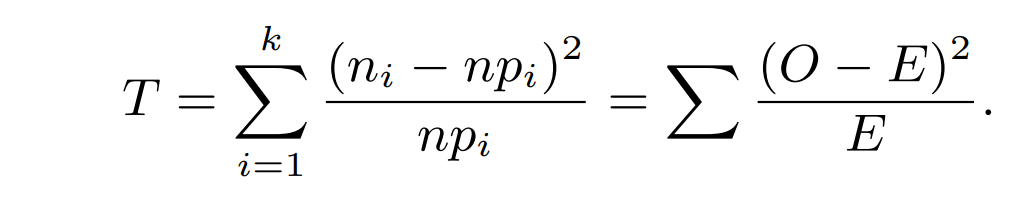 $$T = \sum_{i=1}^{k} \frac{(n_i - np_i)^2}{np_i} = \sum \frac{(O - E)^2}{E}.$$